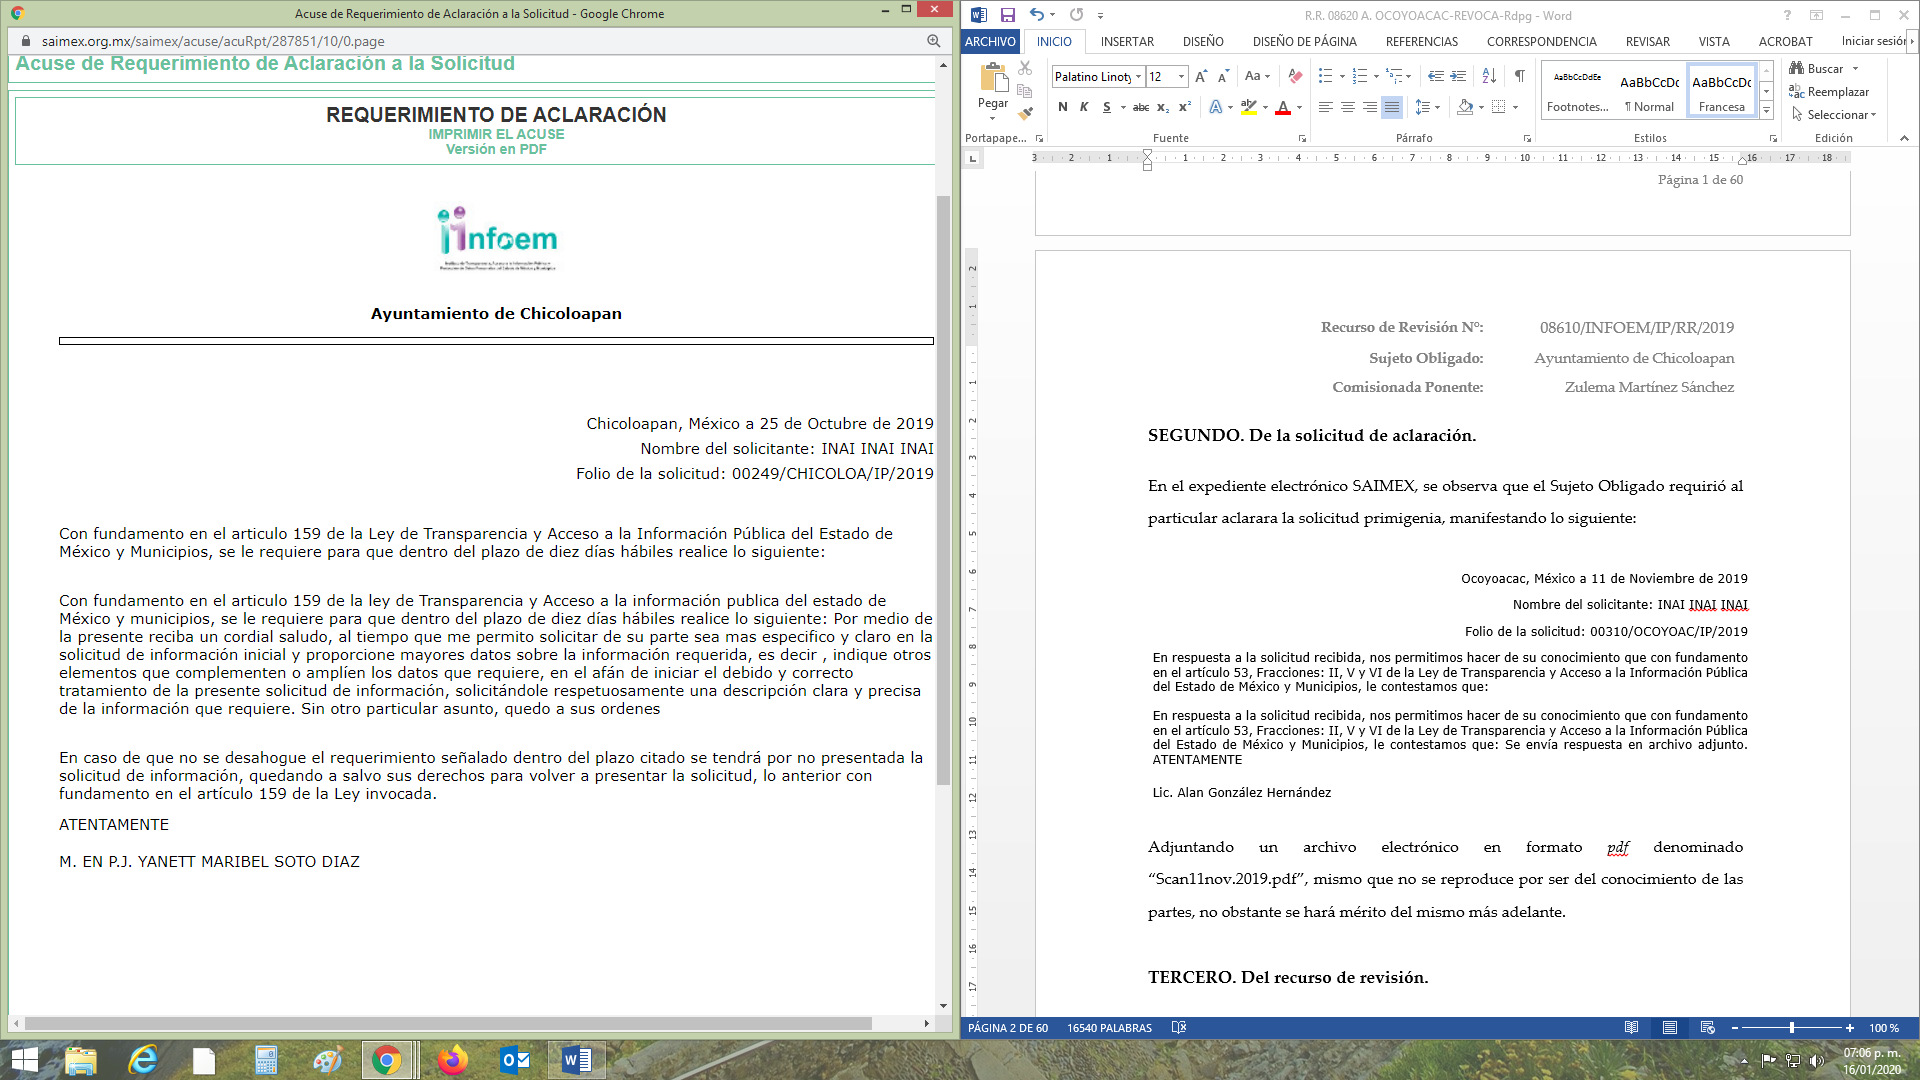 Acuse de Requerimiento de Aclaración a la Solicitud - Google Chrome
saimex.org.mx/saimex/acuse/acuRpt/287851/10/0.page
Acuse de Requerimiento de Aclaración a la Solicitud
REQUERIMIENTO DE ACLARACIÓN
IMPRIMIR EL ACUSE
Versión en PDF
infoem
Ayuntamiento de Chicoloapan
Chicoloapan, México a 25 de Octubre de 2019
Nombre del solicitante: INAI INAI INAI
Folio de la solicitud: 00249/CHICOLOA/IP/2019
Con fundamento en el articulo 159 de la Ley de Transparencia y Acceso a la Información Pública del Estado de
México y Municipios, se le requiere para que dentro del plazo de diez días hábiles realice lo siguiente:
Con fundamento en el articulo 159 de la ley de Transparencia y Acceso a la información publica del estado de
México y municipios, se le requiere para que dentro del plazo de diez días hábiles realice lo siguiente: Por medio de
la presente reciba un cordial saludo, al tiempo que me permito solicitar de su parte sea mas especifico y claro en la
solicitud de información inicial y proporcione mayores datos sobre la información requerida, es decir , indique otros
elementos que complementen o amplíen los datos que requiere, en el afán de iniciar el debido y correcto
tratamiento de la presente solicitud de información, solicitándole respetuosamente una descripción clara y precisa
de la información que requiere. Sin otro particular asunto, quedo a sus ordenes
En caso de que no se desahogue el requerimiento señalado dentro del plazo citado se tendrá por no presentada la
solicitud de información, quedando a salvo sus derechos para volver a presentar la solicitud, lo anterior con
fundamento en el artículo 159 de la Ley invocada.
ATENTAMENTE
M. EN P.J. YANETT MARIBEL SOTO DIAZ
R.R. 08620 A. OCOYOACAC-REVOCA-Rdpg - Word
ARCHIVO INICIO INSERTAR DISEÑO DISEÑO DE PÁGINA REFERENCIAS CORRESPONDENCIA REVISAR VISTA ACROBAT Iniciar sesión
Pegar
Palatino Linoty 12
N K S abc x₂ x²
AaBbCcDdEe AaBbCcDc AaBbCcDc
Footnotes... ¶ Normal Francesa
Buscar
Reemplazar
Seleccionar
Portapape... Fuente Párrafo Estilos Edición
3 2 1 1 2 3 4 5 6 7 8 9 10 11 12 13 14 15 16 17 18
Página 1 de 60
Recurso de Revisión Nº: 08610/INFOEM/IP/RR/2019
Sujeto Obligado: Ayuntamiento de Chicoloapan
Comisionada Ponente: Zulema Martínez Sánchez
SEGUNDO. De la solicitud de aclaración.
En el expediente electrónico SAIMEX, se observa que el Sujeto Obligado requirió al
particular aclarara la solicitud primigenia, manifestando lo siguiente:
Ocoyoacac, México a 11 de Noviembre de 2019
Nombre del solicitante: INAI INAI INAI
Folio de la solicitud: 00310/OCOYOAC/IP/2019
En respuesta a la solicitud recibida, nos permitimos hacer de su conocimiento que con fundamento
en el artículo 53, Fracciones: II, V y VI de la Ley de Transparencia y Acceso a la Información Pública
del Estado de México y Municipios, le contestamos que:
En respuesta a la solicitud recibida, nos permitimos hacer de su conocimiento que con fundamento
en el artículo 53, Fracciones: II, V y VI de la Ley de Transparencia y Acceso a la Información Pública
del Estado de México y Municipios, le contestamos que: Se envía respuesta en archivo adjunto.
ATENTAMENTE
Lic. Alan González Hernández
Adjuntando un archivo electrónico en formato pdf denominado
“Scan11nov.2019.pdf”, mismo que no se reproduce por ser del conocimiento de las
partes, no obstante se hará mérito del mismo más adelante.
TERCERO. Del recurso de revisión.
PÁGINA 2 DE 60 16540 PALABRAS 100 %
07:06 p. m.
16/01/2020